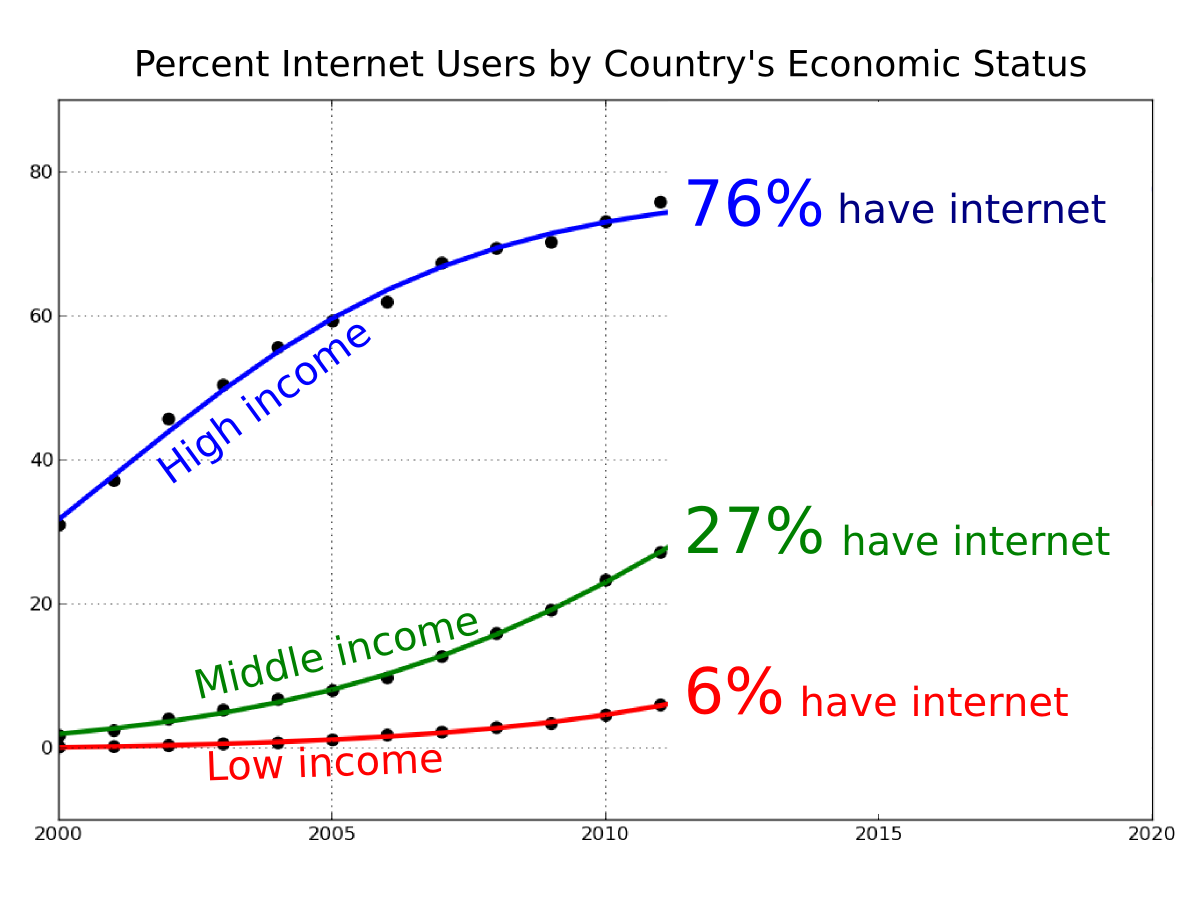 Percent Internet Users by Country's Economic Status
80
76% have internet
60
High income
40
27% have internet
20
Middle income
6% have internet
0
Low income
2000 2005 2010 2015 2020